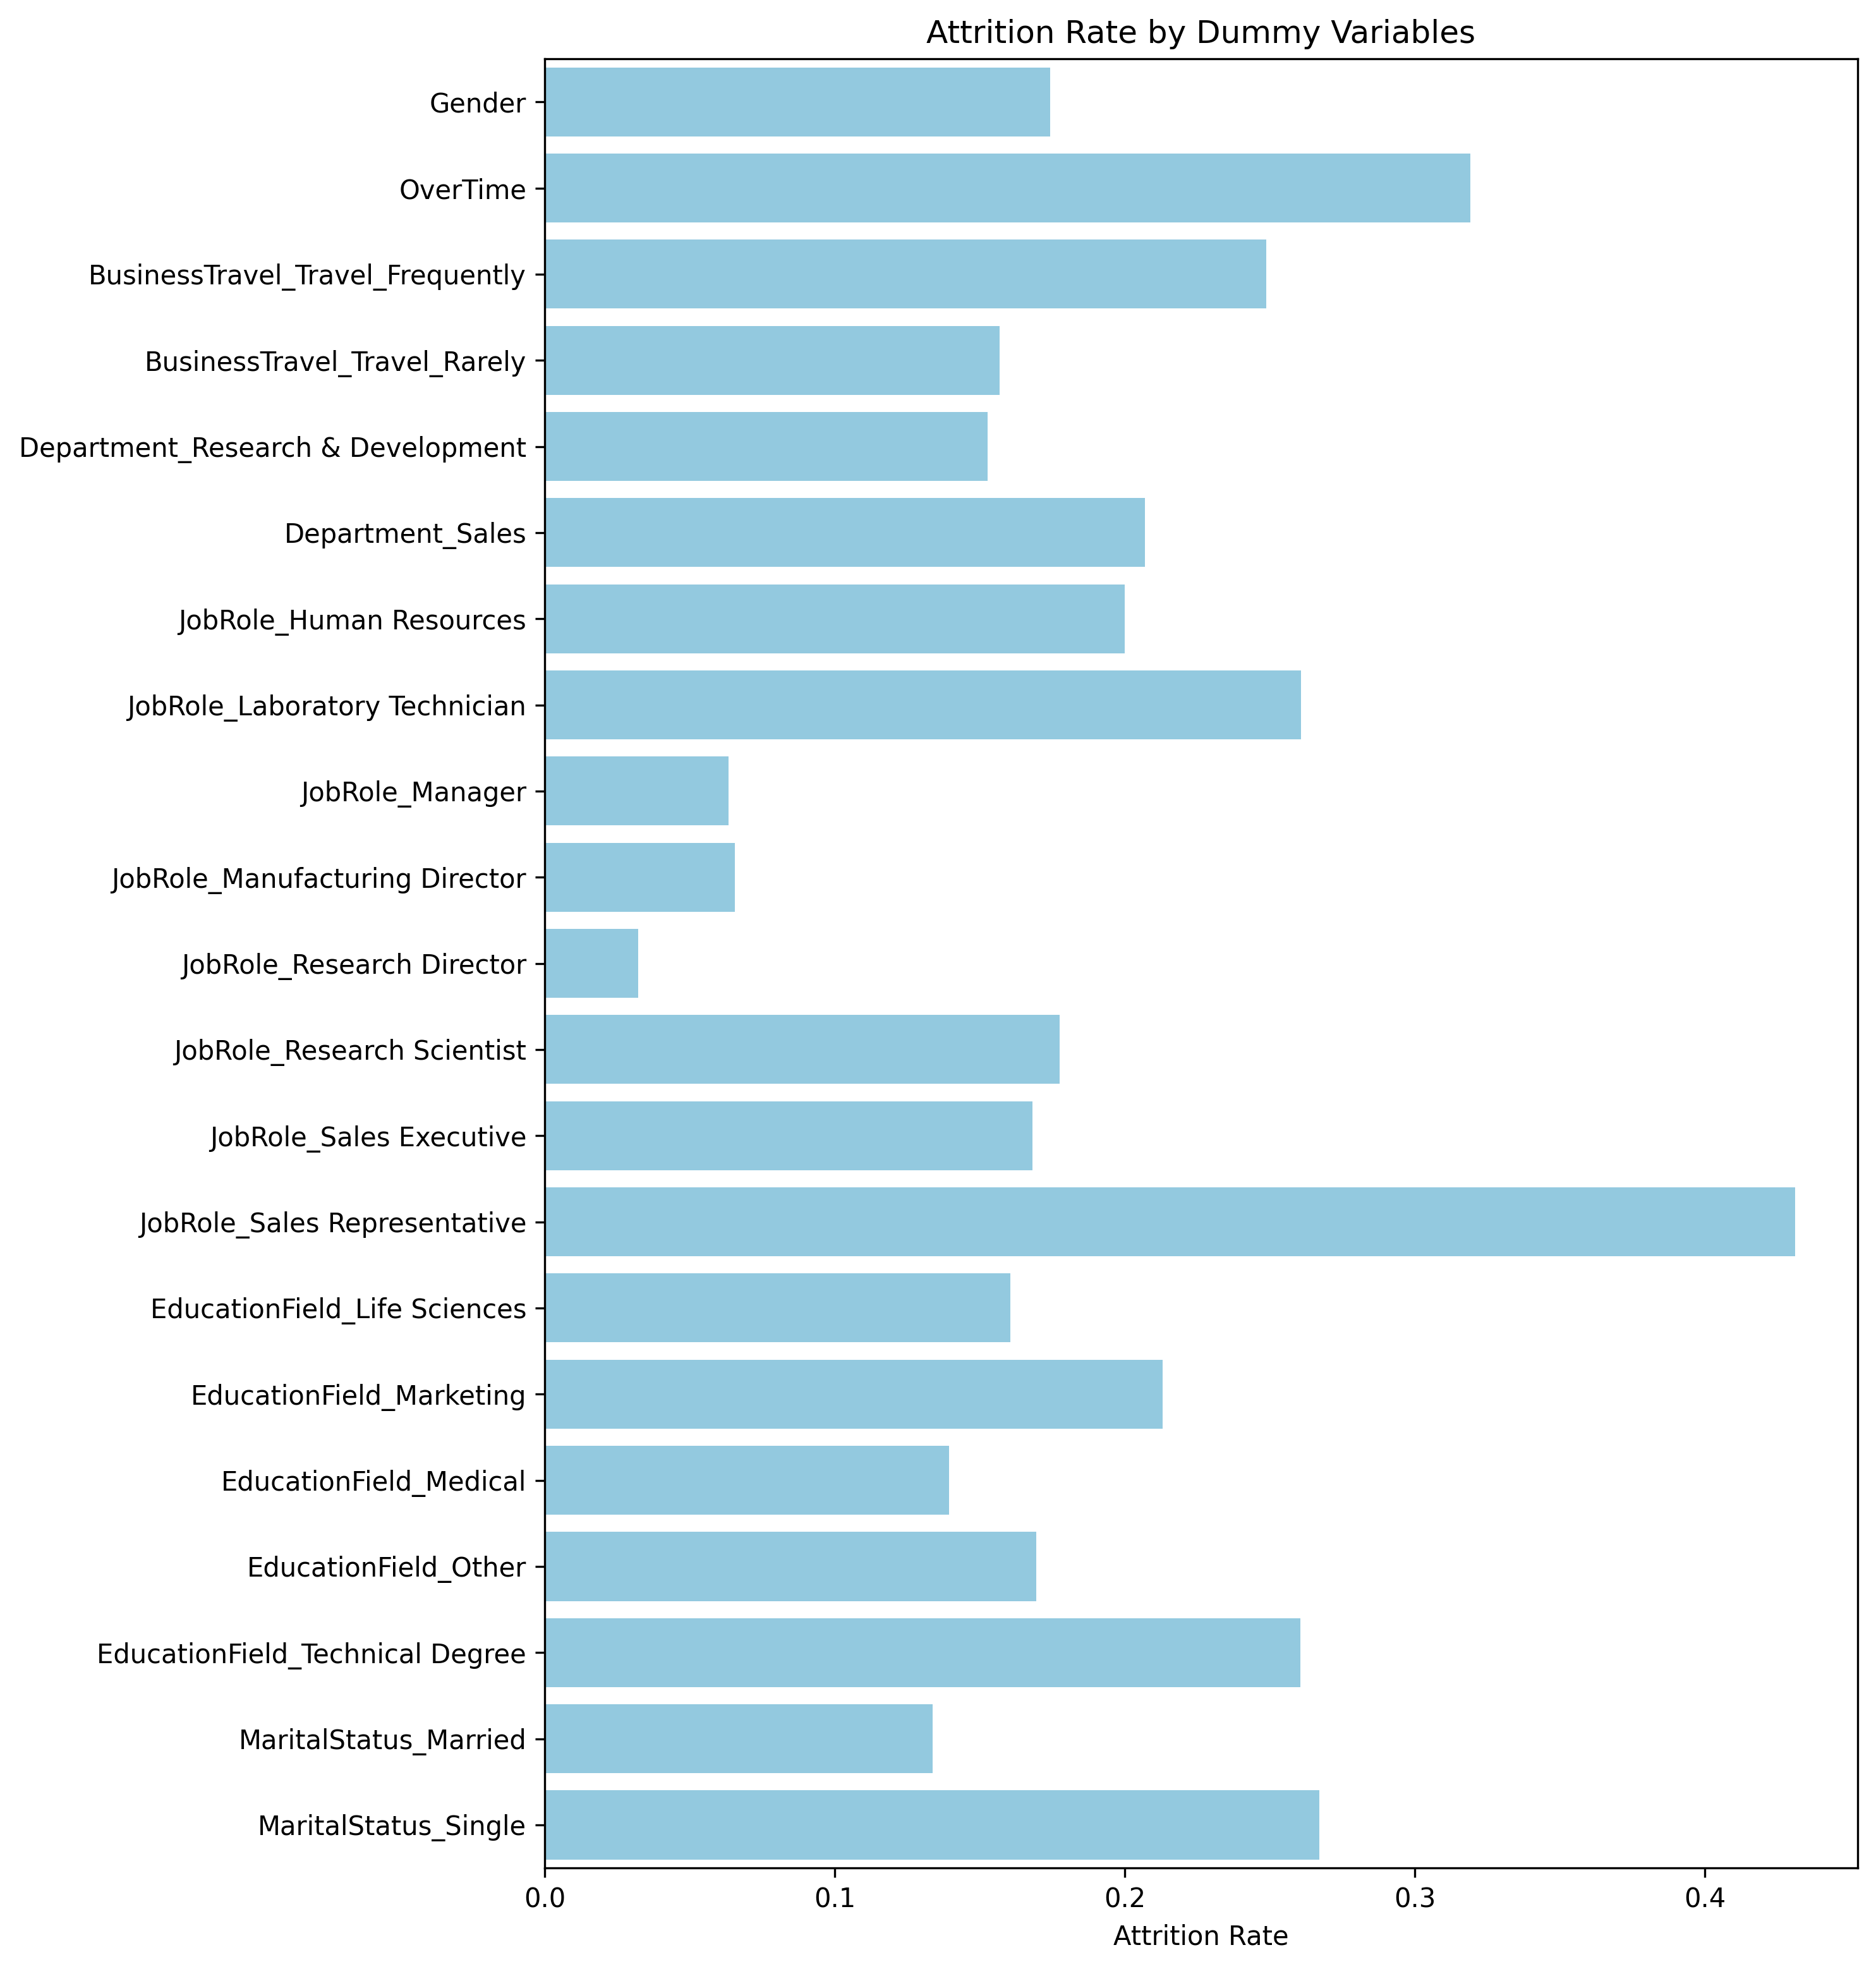 Attrition Rate by Dummy Variables
Gender
OverTime
BusinessTravel_Travel_Frequently
BusinessTravel_Travel_Rarely
Department_Research & Development
Department_Sales
JobRole_Human Resources
JobRole_Laboratory Technician
JobRole_Manager
JobRole_Manufacturing Director
JobRole_Research Director
JobRole_Research Scientist
JobRole_Sales Executive
JobRole_Sales Representative
EducationField_Life Sciences
EducationField_Marketing
EducationField_Medical
EducationField_Other
EducationField_Technical Degree
MaritalStatus_Married
MaritalStatus_Single
0.0 0.1 0.2 0.3 0.4
Attrition Rate